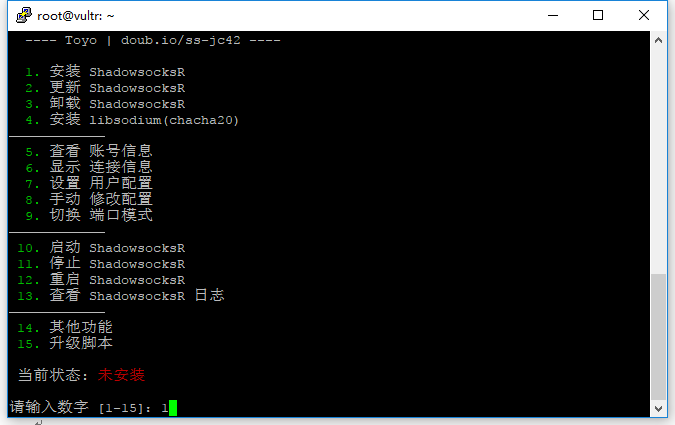 root@vultr: ~
---- Toyo | doub.io/ss-jc42 ----
1. 安装 ShadowsocksR
2. 更新 ShadowsocksR
3. 卸载 ShadowsocksR
4. 安装 libsodium(chacha20)
5. 查看 账号信息
6. 显示 连接信息
7. 设置 用户配置
8. 手动 修改配置
9. 切换 端口模式
10. 启动 ShadowsocksR
11. 停止 ShadowsocksR
12. 重启 ShadowsocksR
13. 查看 ShadowsocksR 日志
14. 其他功能
15. 升级脚本
当前状态: 未安装
请输入数字 [1-15]: 1